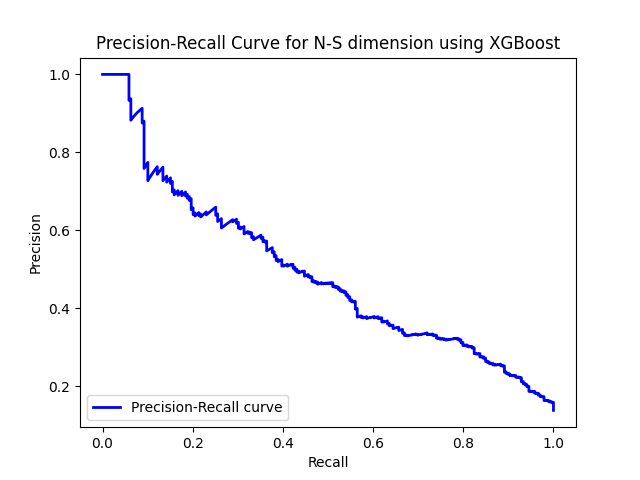 Precision-Recall Curve for N-S dimension using XGBoost
1.0
0.8
0.6
0.4
0.2
Precision
Precision-Recall curve
0.0 0.2 0.4 0.6 0.8 1.0
Recall